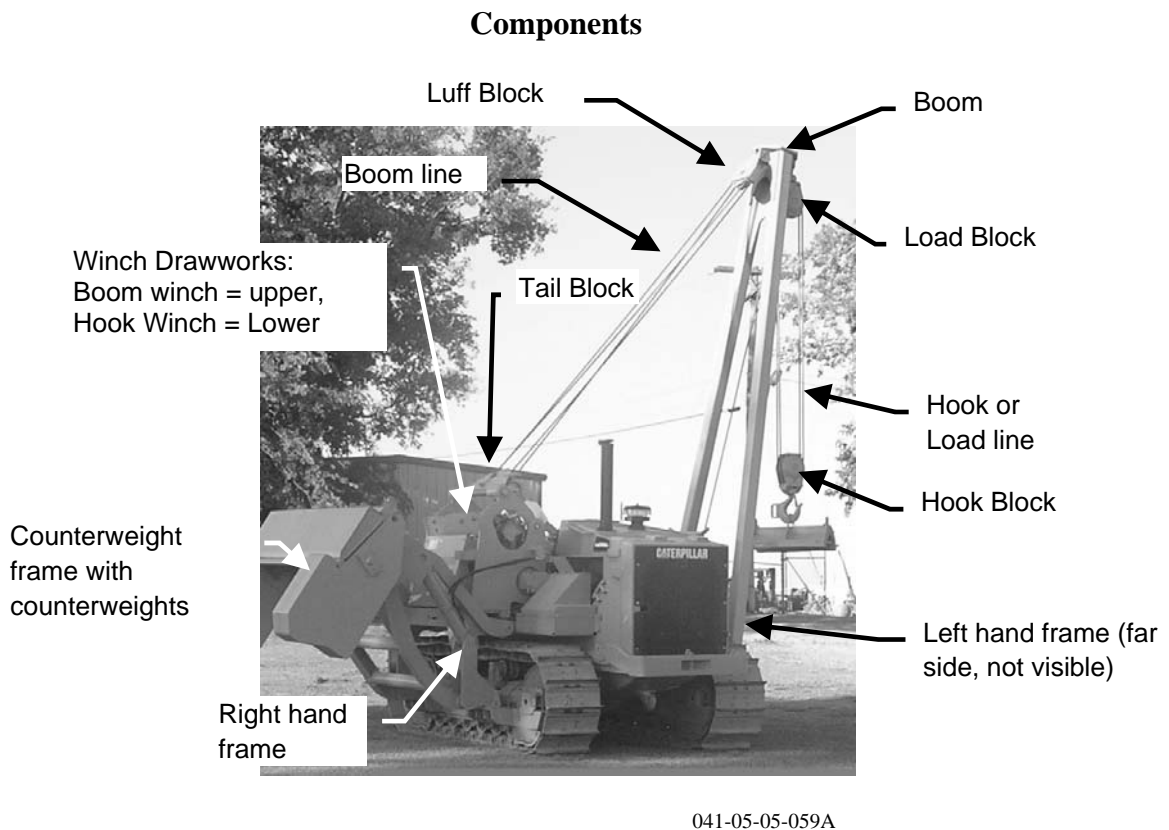 Components
Luff Block
Boom
Boom line
Load Block
Winch Drawworks:
Boom winch = upper,
Hook Winch = Lower
Tail Block
Hook or
Load line
Hook Block
Counterweight
frame with
counterweights
CATERPILLAR
Left hand frame (far
side, not visible)
Right hand
frame
041-05-05-059A